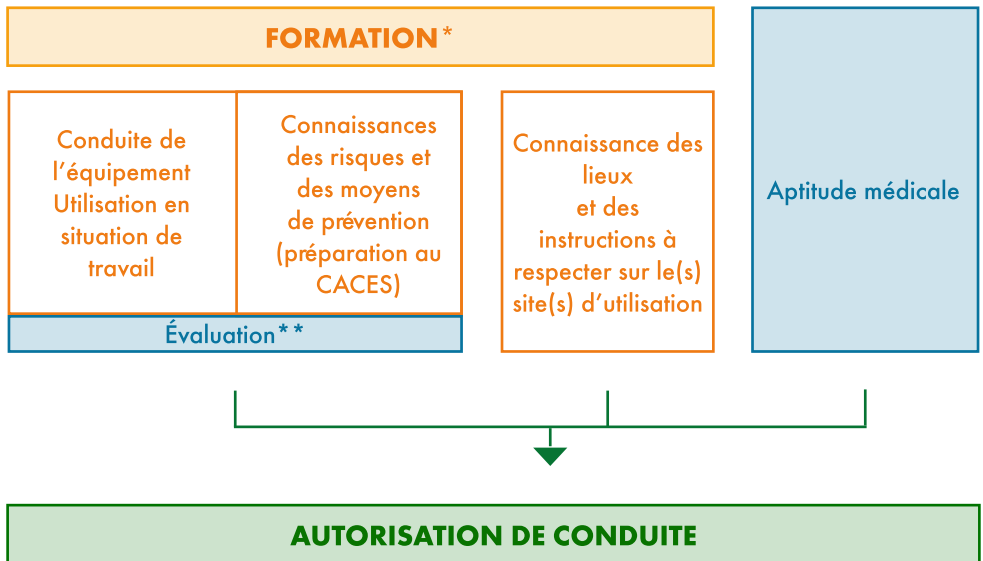 FORMATION*
Conduite de
l’équipement
Utilisation en
situation de
travail
Connaissances
des risques et
des moyens
de prévention
(préparation au
CACES)
Évaluation**
Connaissance des
lieux
et des
instructions à
respecter sur le(s)
site(s) d’utilisation
Aptitude médicale
AUTORISATION DE CONDUITE